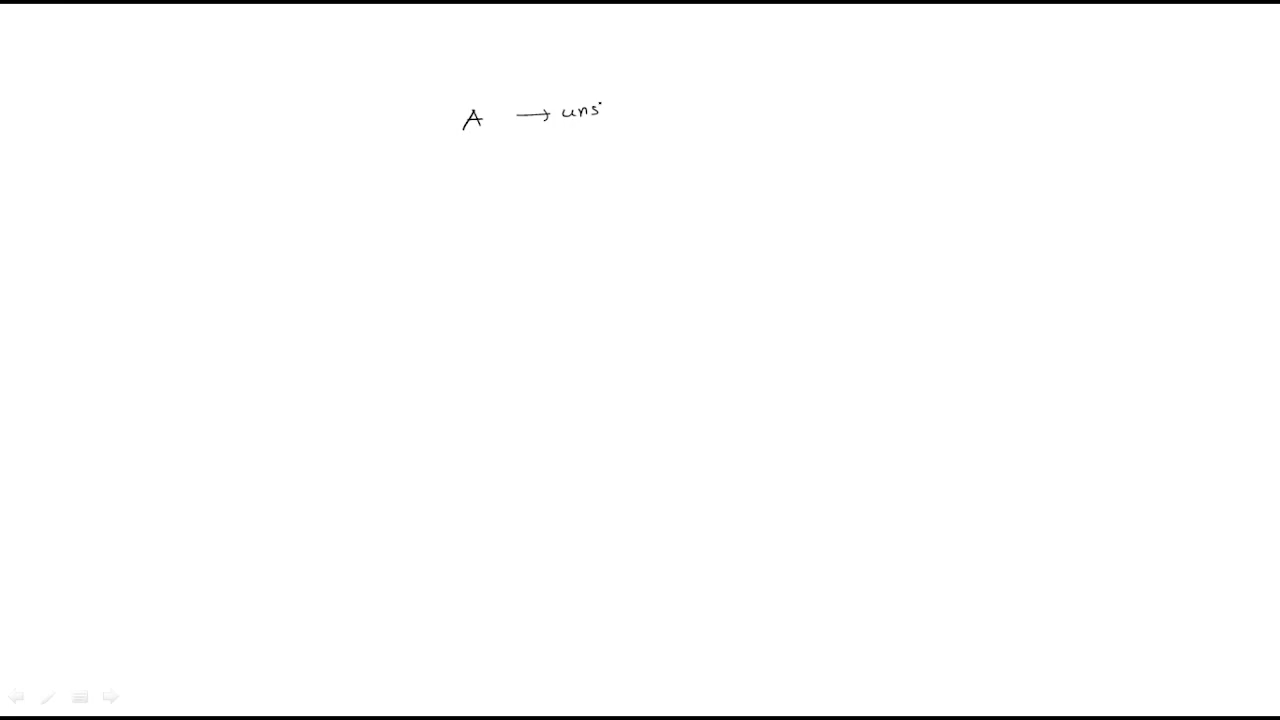 A → uns